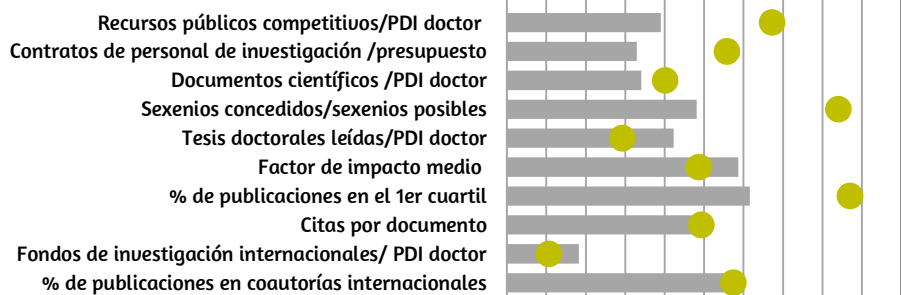 Recursos públicos competitivos/PDI doctor
Contratos de personal de investigación /presupuesto
Documentos científicos /PDI doctor
Sexenios concedidos/sexenios posibles
Tesis doctorales leídas/PDI doctor
Factor de impacto medio
% de publicaciones en el 1er cuartil
Citas por documento
Fondos de investigación internacionales/ PDI doctor
% de publicaciones en coautorías internacionales